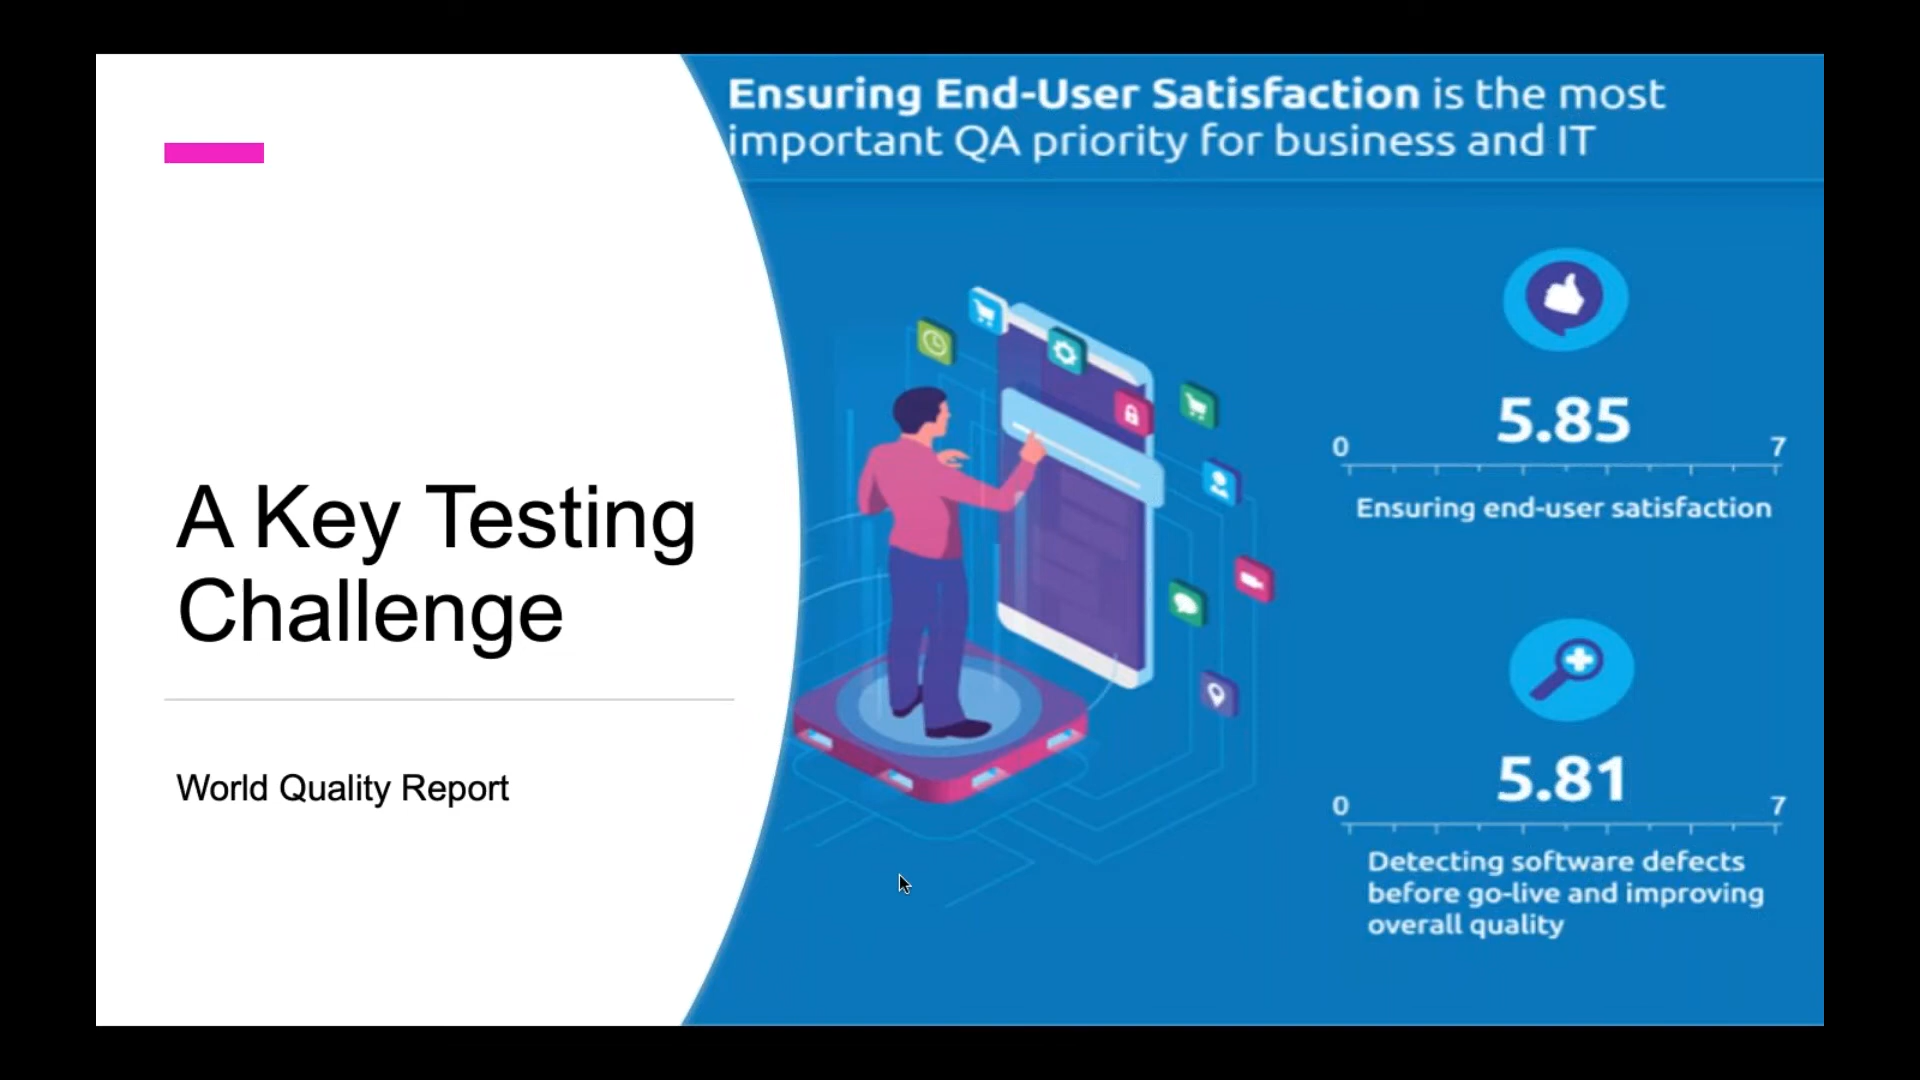 A Key Testing
Challenge
World Quality Report
Ensuring End-User Satisfaction is the most
important QA priority for business and IT
5.85
0 7
Ensuring end-user satisfaction
5.81
0 7
Detecting software defects
before go-live and improving
overall quality